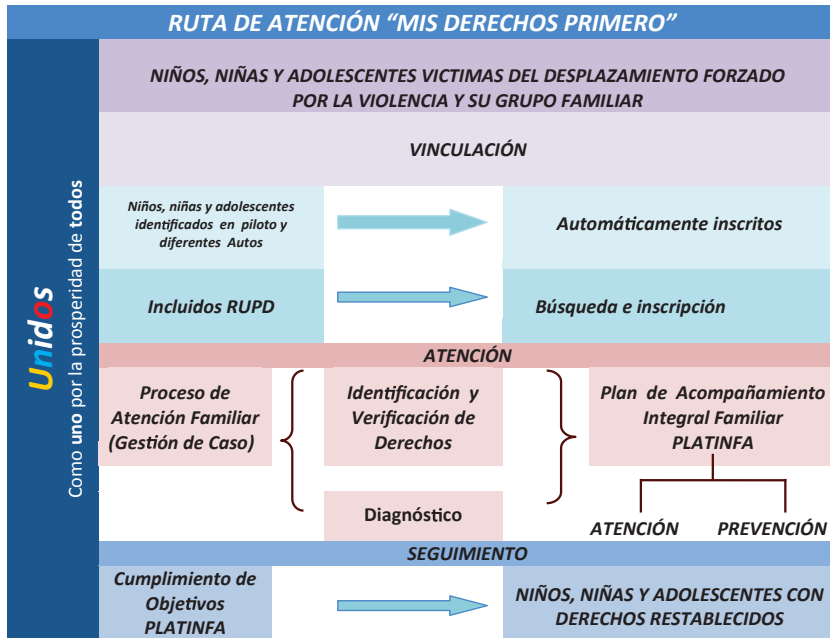 RUTA DE ATENCIÓN “MIS DERECHOS PRIMERO”
Unidos
Como uno por la prosperidad de todos
NIÑOS, NIÑAS Y ADOLESCENTES VICTIMAS DEL DESPLAZAMIENTO FORZADO
POR LA VIOLENCIA Y SU GRUPO FAMILIAR
VINCULACIÓN
Niños, niñas y adolescentes
identificados en piloto y
diferentes Autos
Automáticamente inscritos
Incluidos RUPD
Búsqueda e inscripción
ATENCIÓN
Proceso de
Atención Familiar
(Gestión de Caso)
Identificación y
Verificación de
Derechos
Diagnóstico
Plan de Acompañamiento
Integral Familiar
PLATINFA
ATENCIÓN
PREVENCIÓN
SEGUIMIENTO
Cumplimiento de
Objetivos
PLATINFA
NIÑOS, NIÑAS Y ADOLESCENTES CON
DERECHOS RESTABLECIDOS